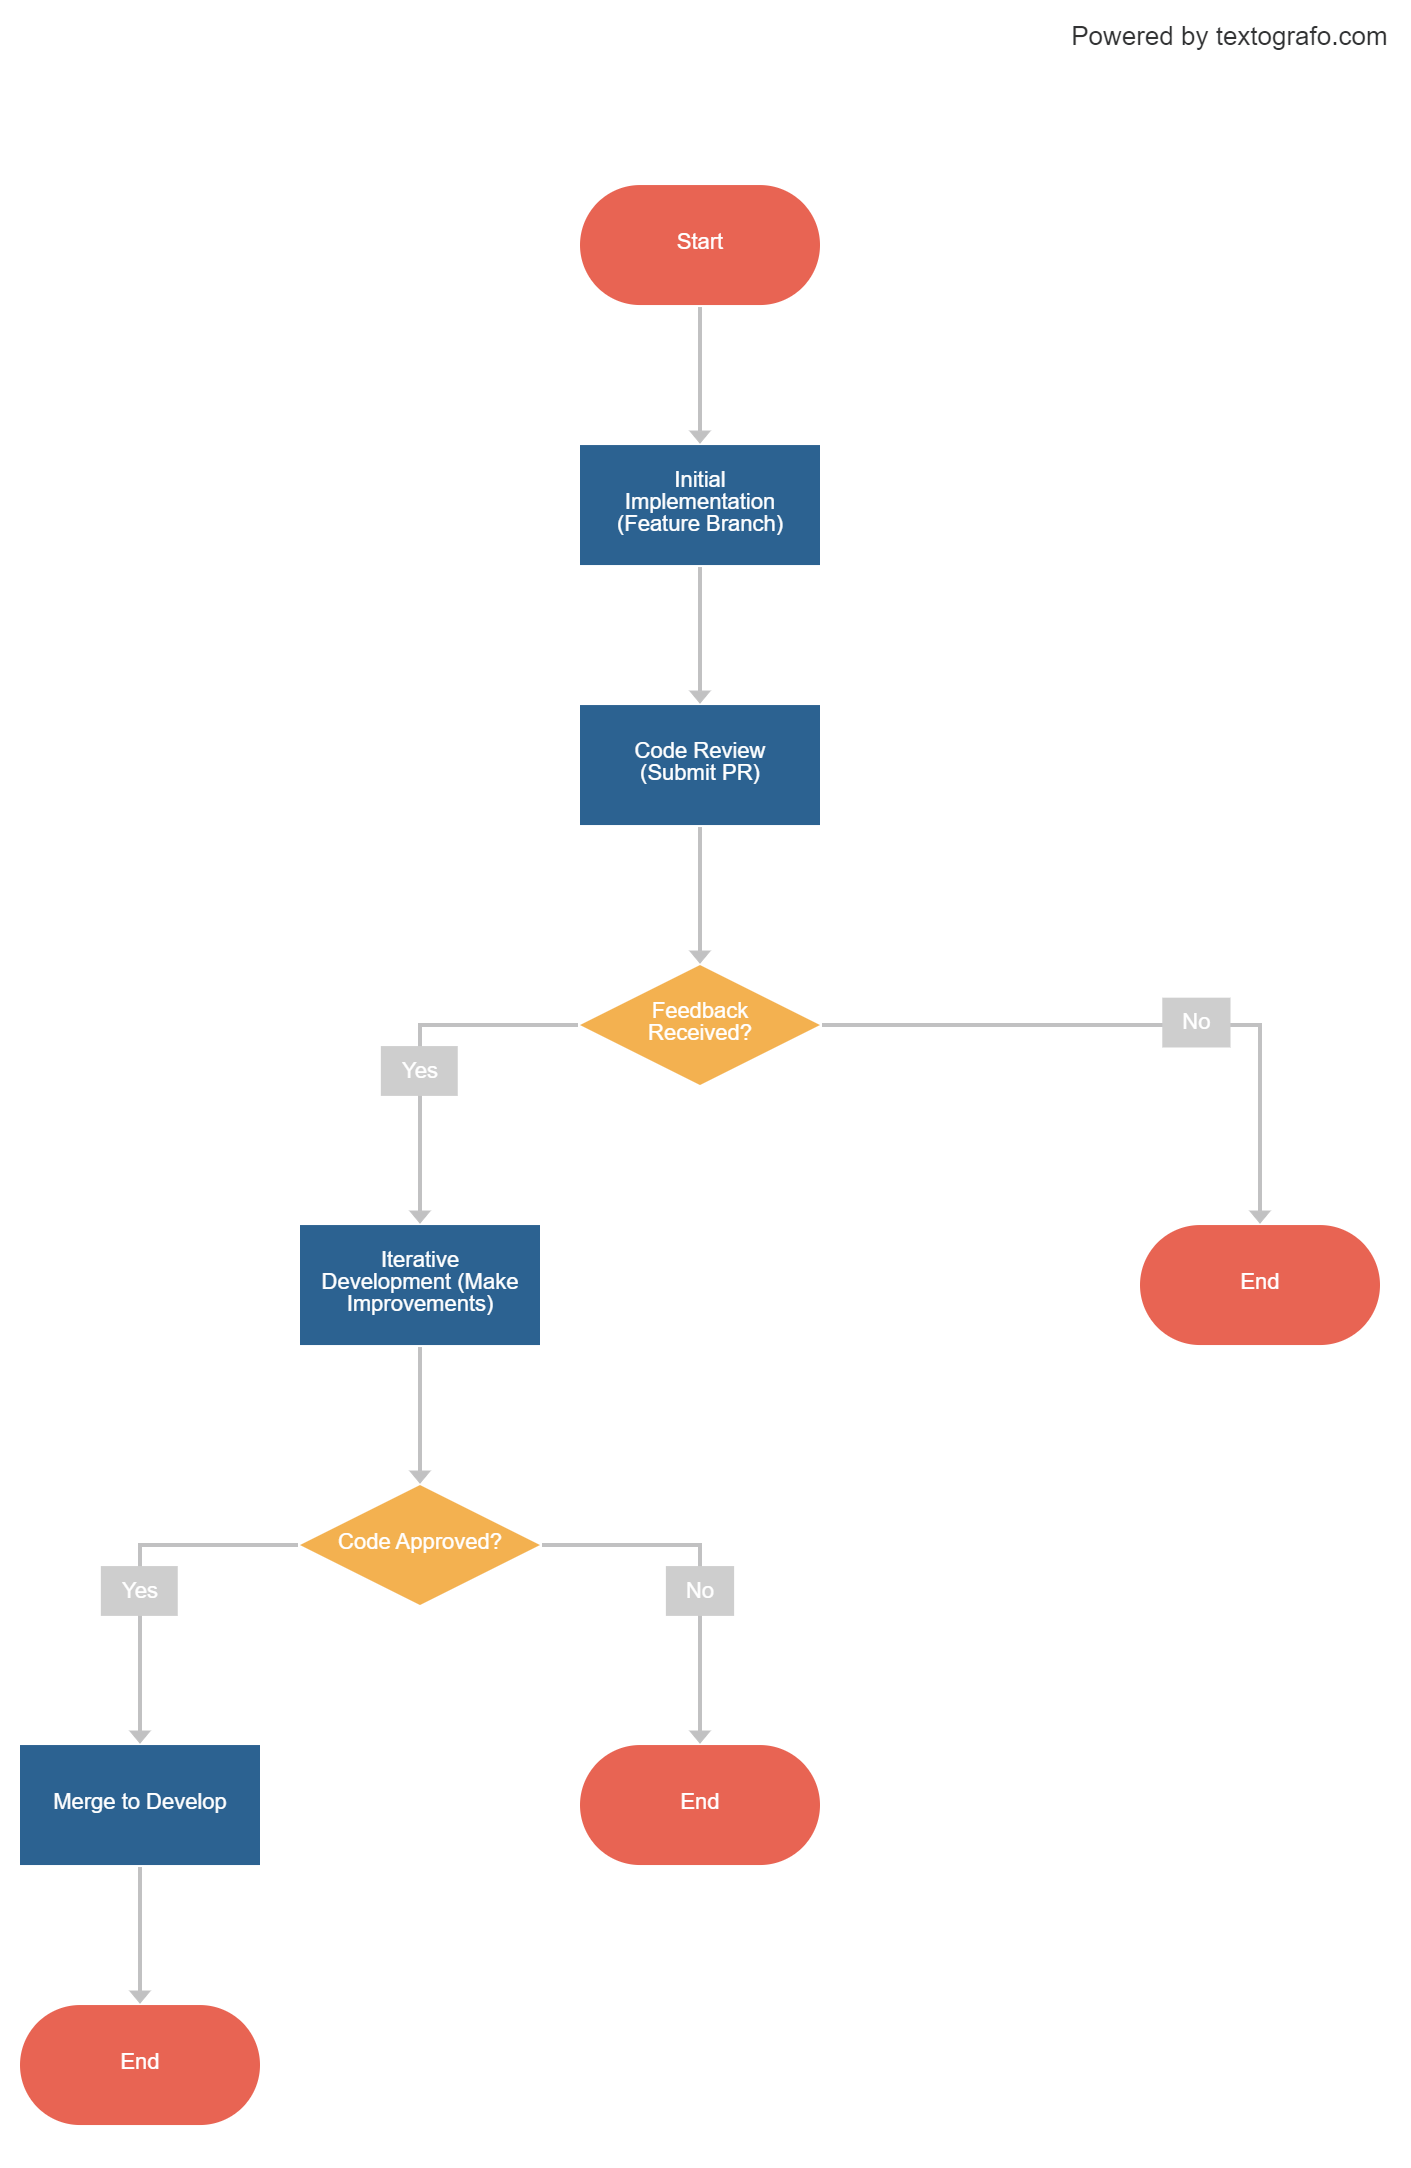 Powered by textografo.com
Start
Initial
Implementation
(Feature Branch)
Code Review
(Submit PR)
Feedback
Received?
No
Yes
Iterative
Development (Make
Improvements)
End
Code Approved?
Yes
No
Merge to Develop
End
End